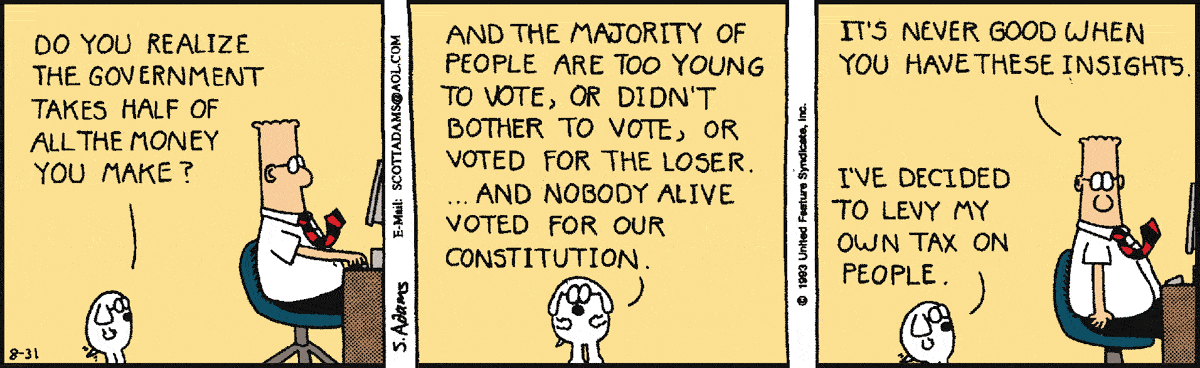 DO YOU REALIZE
THE GOVERNMENT
TAKES HALF OF
ALL THE MONEY
YOU MAKE?
8-31
S. Adams
E-Mail: SCOTTADAMS@AOL.COM
AND THE MAJORITY OF
PEOPLE ARE TOO YOUNG
TO VOTE, OR DIDN'T
BOTHER TO VOTE, OR
VOTED FOR THE LOSER.
...AND NOBODY ALIVE
VOTED FOR OUR
CONSTITUTION.
© 1993 United Feature Syndicate, Inc.
IT'S NEVER GOOD WHEN
YOU HAVE THESE INSIGHTS.
I'VE DECIDED
TO LEVY MY
OWN TAX ON
PEOPLE.